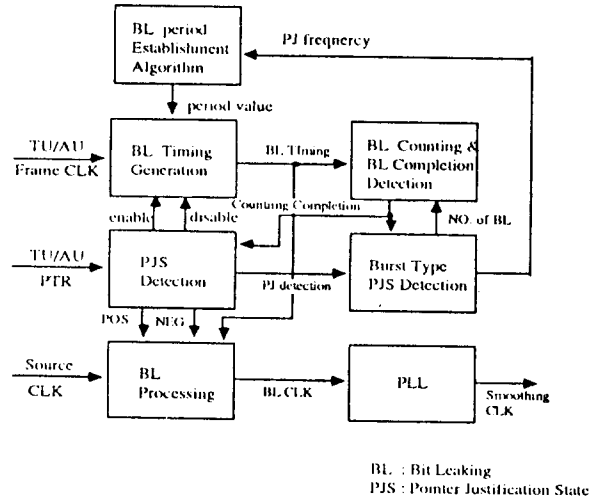 BL period
Establishment
Algorithm
PJ freqnercy
period value
TU/AU
Frame CLK
BL Timing
Generation
BL Timing
BL Counting &
BL Completion
Detection
enable
disable
Counting Completion
NO. of BL
TU/AU
PTR
PJS
Detection
PJ detection
Burst Type
PJS Detection
POS
NEG
Source
CLK
BL
Processing
BL CLK
PLL
Smoothing
CLK
BL : Bit Leaking
PJS : Pointer Justification State